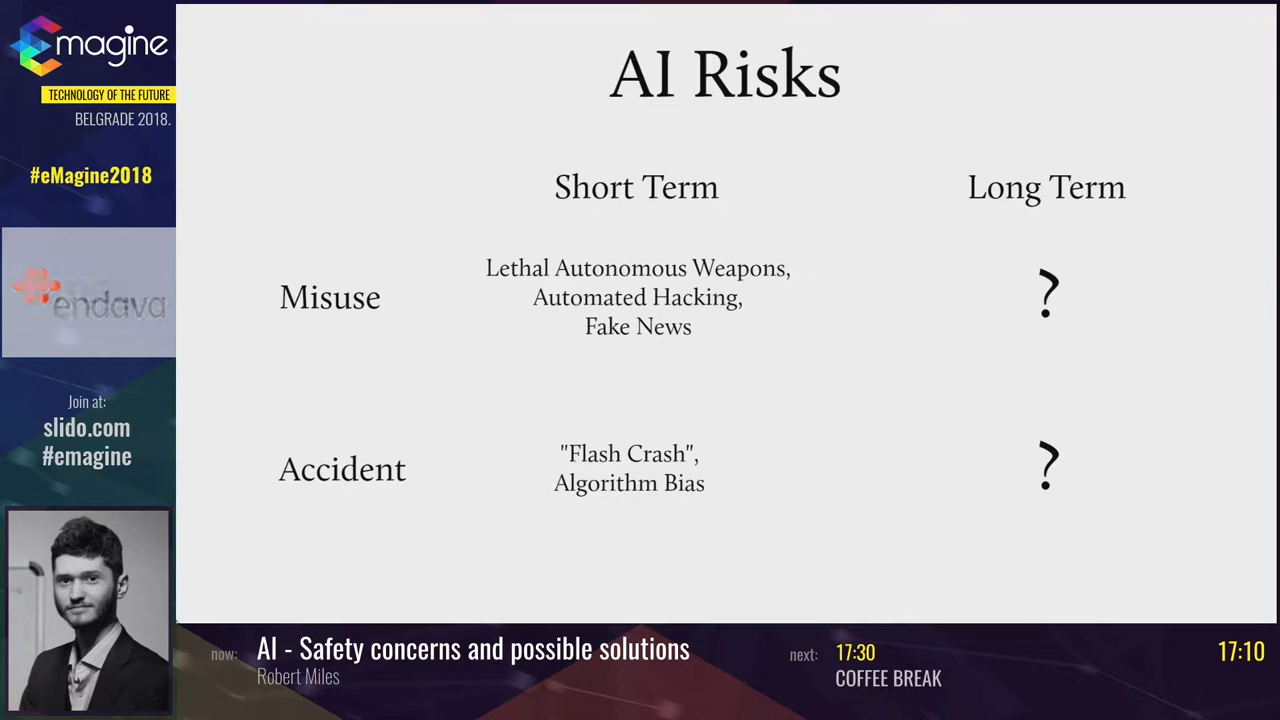 Emagine
TECHNOLOGY OF THE FUTURE
BELGRADE 2018.
#eMagine2018
endava
Join at:
slido.com
#emagine
AI Risks
Short Term
Long Term
Misuse
Lethal Autonomous Weapons,
Automated Hacking,
Fake News
?
Accident
"Flash Crash",
Algorithm Bias
?
now:
AI - Safety concerns and possible solutions
Robert Miles
next:
17:30
COFFEE BREAK
17:10